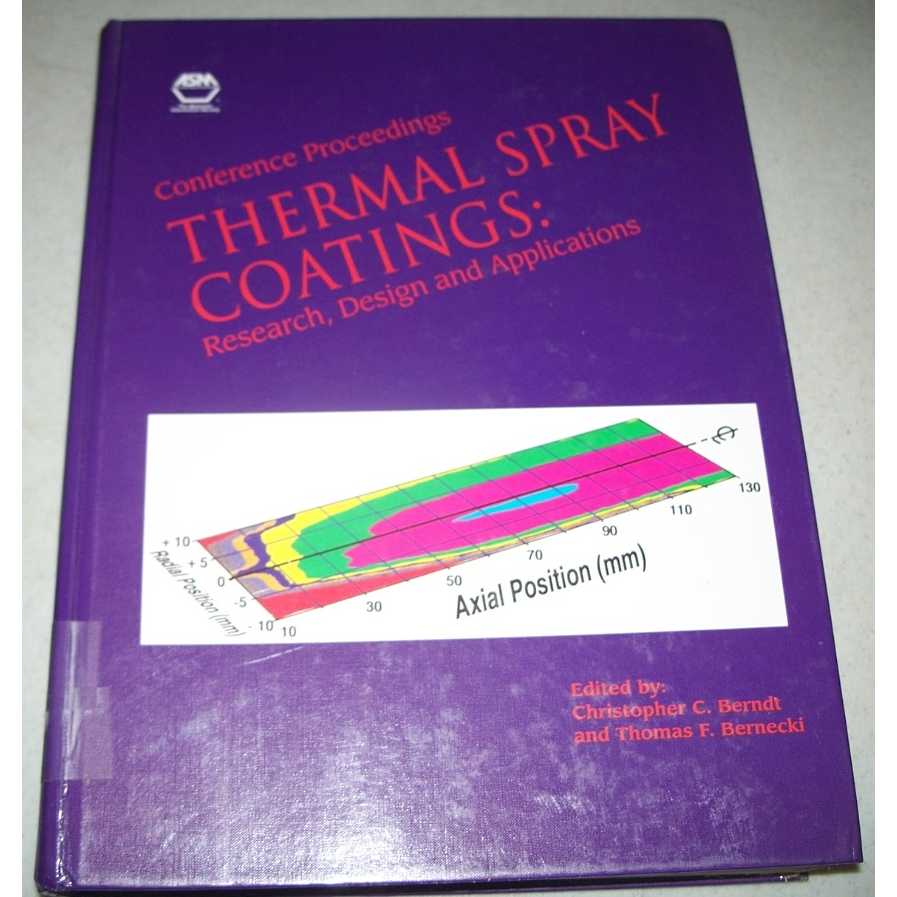 ASM
Conference Proceedings
THERMAL SPRAY
COATINGS:
Research, Design and Applications
+ 10
+ 5
0
-5
- 10
Radial Position (mm)
10
30
50
70
90
110
130
Axial Position (mm)
Edited by:
Christopher C. Berndt
and Thomas F. Bernecki